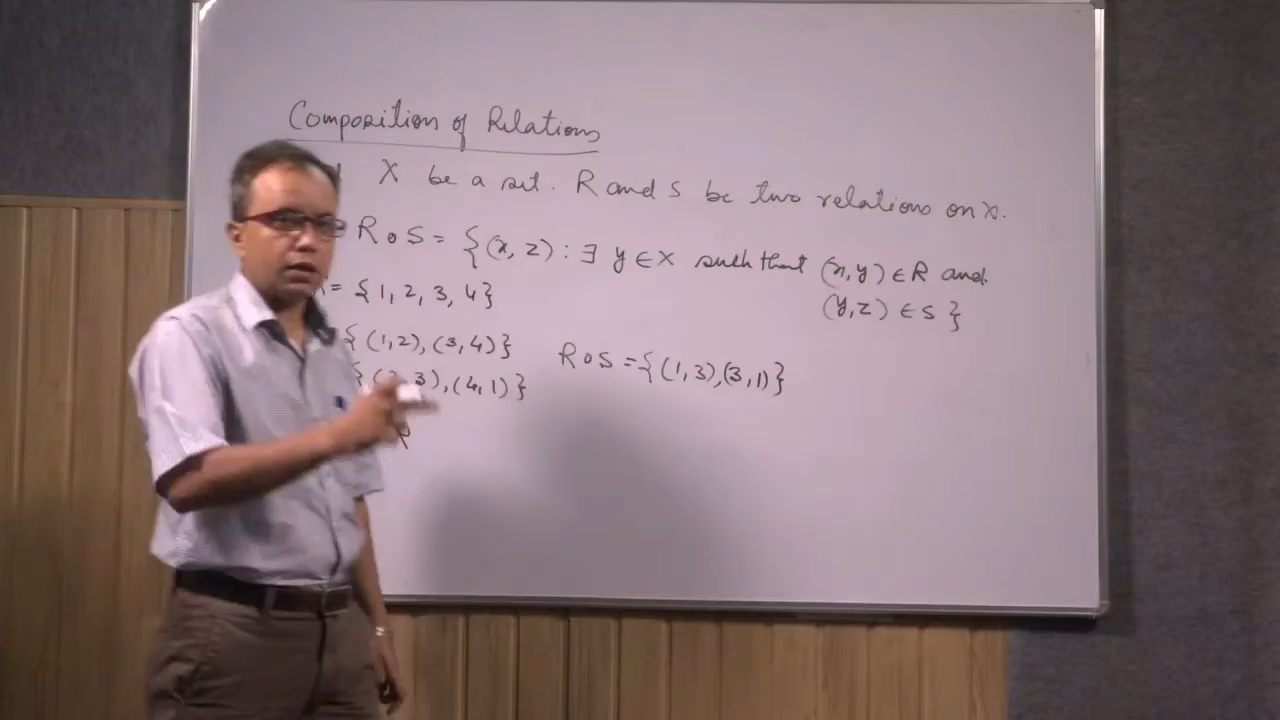 Composition of Relations
X be a set. R and S be two relations on X.
R∘S = {(x, z) : ∃ y ∈ X such that (x,y) ∈ R and
(y,z) ∈ S }
= {1, 2, 3, 4}
{(1,2), (3,4)}
R∘S = {(1,3),(3,1)}
3), (4,1)}
R